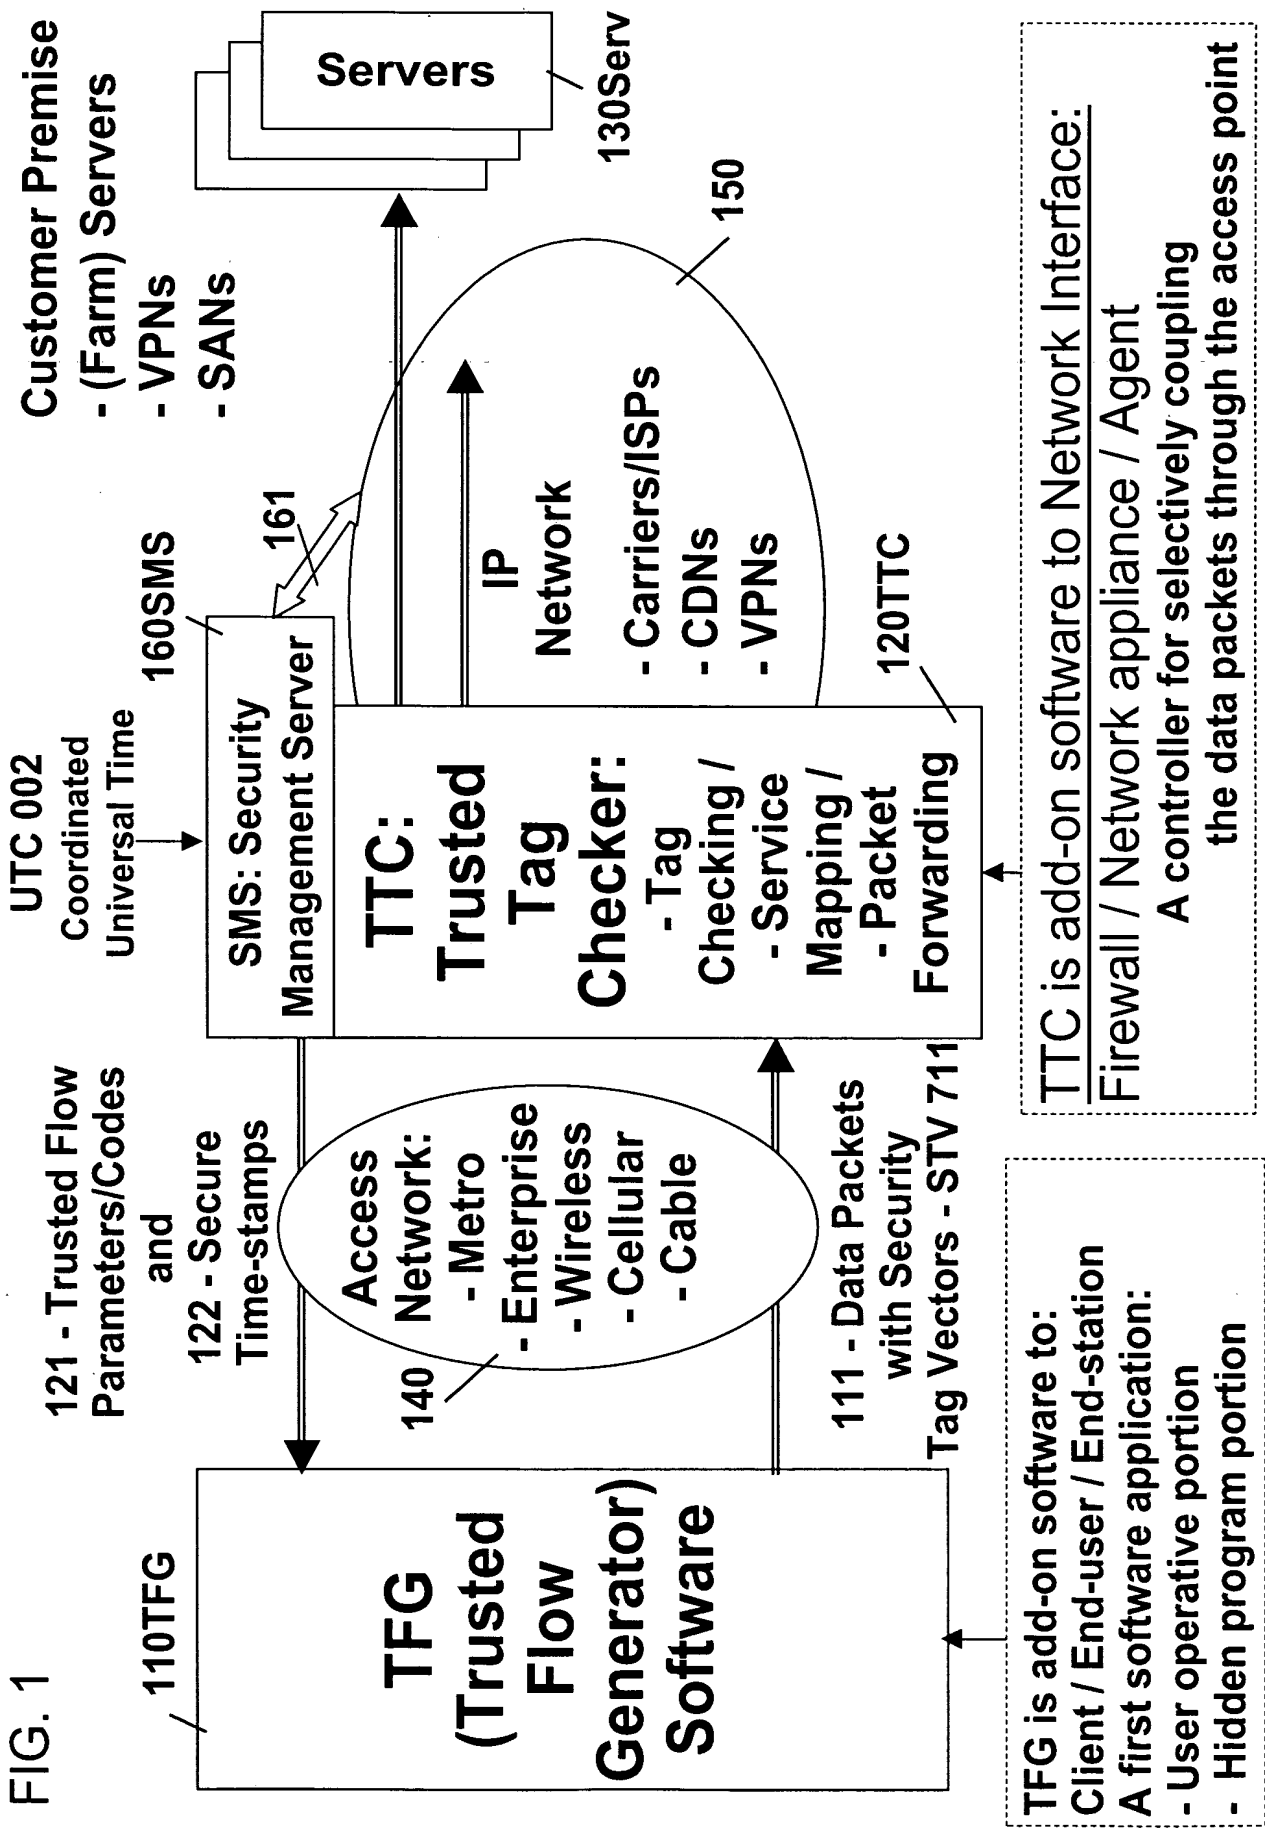 FIG. 1
110TFG
TFG
(Trusted
Flow
Generator)
Software
TFG is add-on software to:
Client / End-user / End-station
A first software application:
- User operative portion
- Hidden program portion
121 - Trusted Flow
Parameters/Codes
and
122 - Secure
Time-stamps
140
Access
Network:
- Metro
- Enterprise
- Wireless
- Cellular
- Cable
111 - Data Packets
with Security
Tag Vectors - STV 711
UTC 002
Coordinated
Universal Time
160SMS
SMS: Security
Management Server
TTC:
Trusted
Tag
Checker:
- Tag
Checking /
- Service
Mapping /
- Packet
Forwarding
120TTC
161
IP
Network
- Carriers/ISPs
- CDNs
- VPNs
150
Customer Premise
- (Farm) Servers
- VPNs
- SANs
Servers
130Serv
TTC is add-on software to Network Interface:
Firewall / Network appliance / Agent
A controller for selectively coupling
the data packets through the access point